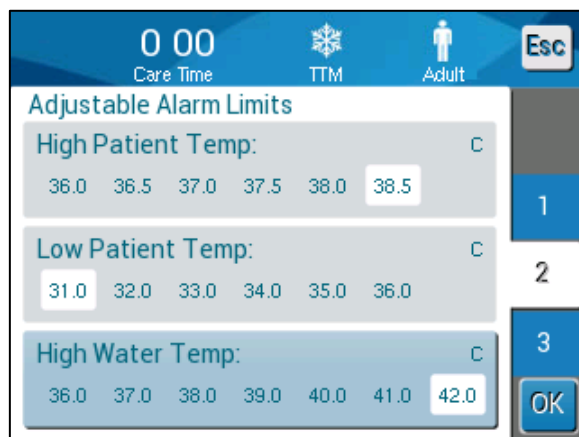 0 00
Care Time
TTM
Adult
Esc
Adjustable Alarm Limits
High Patient Temp: C
36.0 36.5 37.0 37.5 38.0 38.5
1
Low Patient Temp: C
31.0 32.0 33.0 34.0 35.0 36.0
2
High Water Temp: C
36.0 37.0 38.0 39.0 40.0 41.0 42.0
3
OK